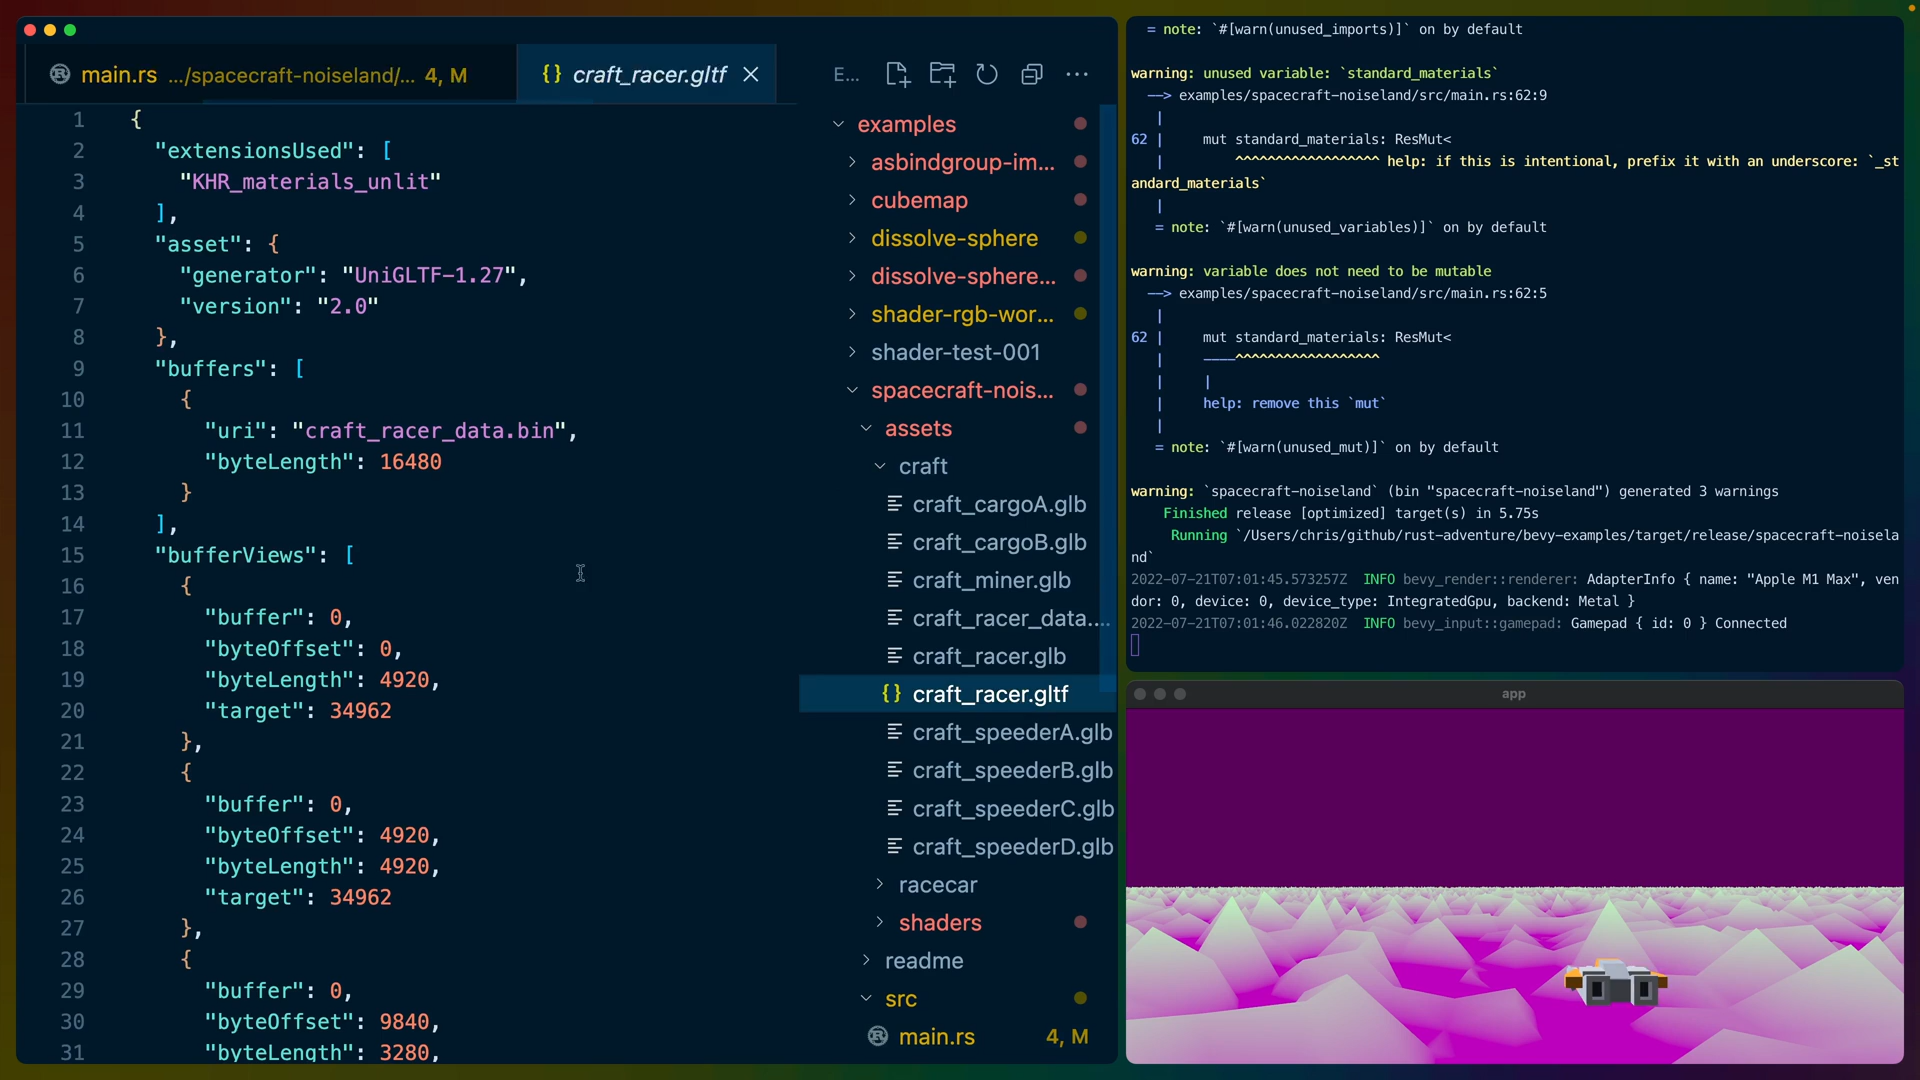 main.rs .../spacecraft-noiseland/... 4, M
{} craft_racer.gltf
1 {
2 "extensionsUsed": [
3 "KHR_materials_unlit"
4 ],
5 "asset": {
6 "generator": "UniGLTF-1.27",
7 "version": "2.0"
8 },
9 "buffers": [
10 {
11 "uri": "craft_racer_data.bin",
12 "byteLength": 16480
13 }
14 ],
15 "bufferViews": [
16 {
17 "buffer": 0,
18 "byteOffset": 0,
19 "byteLength": 4920,
20 "target": 34962
21 },
22 {
23 "buffer": 0,
24 "byteOffset": 4920,
25 "byteLength": 4920,
26 "target": 34962
27 },
28 {
29 "buffer": 0,
30 "byteOffset": 9840,
31 "byteLength": 3280,
E...
examples
asbindgroup-im...
cubemap
dissolve-sphere
dissolve-sphere...
shader-rgb-wor...
shader-test-001
spacecraft-nois...
assets
craft
craft_cargoA.glb
craft_cargoB.glb
craft_miner.glb
craft_racer_data....
craft_racer.glb
{} craft_racer.gltf
craft_speederA.glb
craft_speederB.glb
craft_speederC.glb
craft_speederD.glb
racecar
shaders
readme
src
main.rs 4, M
= note: `#[warn(unused_imports)]` on by default
warning: unused variable: `standard_materials`
--> examples/spacecraft-noiseland/src/main.rs:62:9
|
62 | mut standard_materials: ResMut<
| ^^^^^^^^^^^^^^^^^^ help: if this is intentional, prefix it with an underscore: `_st
andard_materials`
|
= note: `#[warn(unused_variables)]` on by default
warning: variable does not need to be mutable
--> examples/spacecraft-noiseland/src/main.rs:62:5
|
62 | mut standard_materials: ResMut<
| ----^^^^^^^^^^^^^^^^^^
| |
| help: remove this `mut`
|
= note: `#[warn(unused_mut)]` on by default
warning: `spacecraft-noiseland` (bin "spacecraft-noiseland") generated 3 warnings
Finished release [optimized] target(s) in 5.75s
Running `/Users/chris/github/rust-adventure/bevy-examples/target/release/spacecraft-noisela
nd`
2022-07-21T07:01:45.573257Z INFO bevy_render::renderer: AdapterInfo { name: "Apple M1 Max", ven
dor: 0, device: 0, device_type: IntegratedGpu, backend: Metal }
2022-07-21T07:01:46.022820Z INFO bevy_input::gamepad: Gamepad { id: 0 } Connected
app